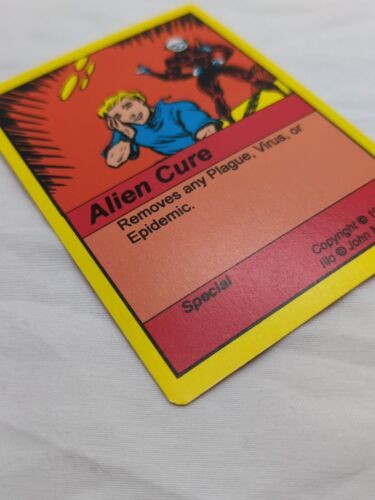 Alien Cure
Removes any Plague, Virus, or
Epidemic.
Special
Copyright ©
Illo © John